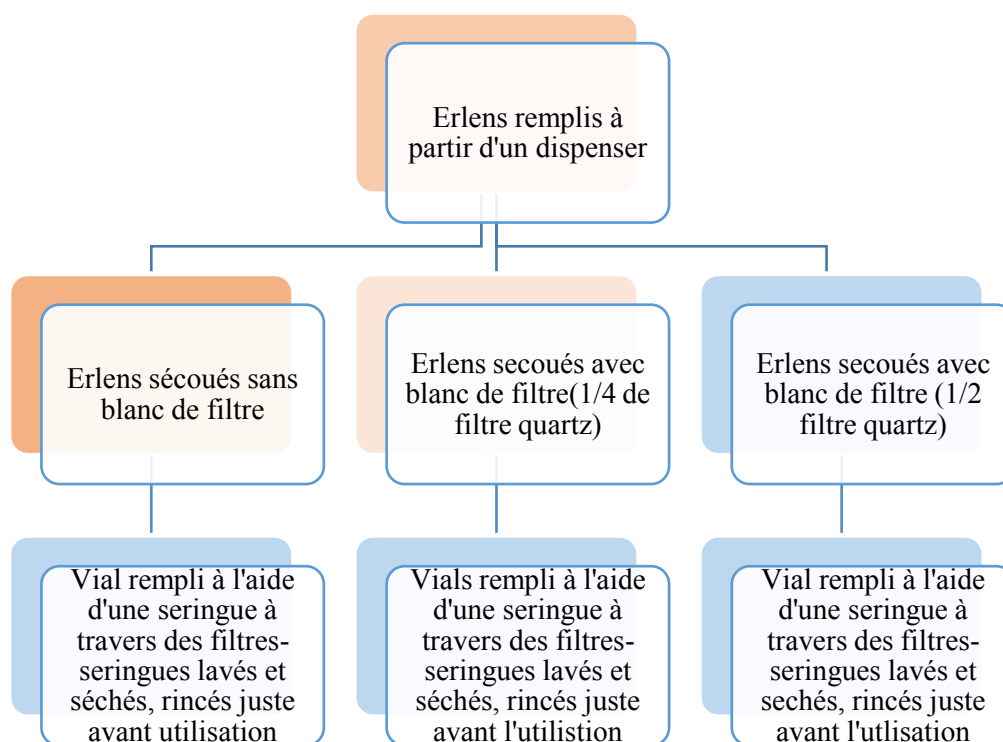 Erlens remplis à
partir d'un dispenser
Erlens sécoués sans
blanc de filtre
Erlens secoués avec
blanc de filtre(1/4 de
filtre quartz)
Erlens secoués avec
blanc de filtre (1/2
filtre quartz)
Vial rempli à l'aide
d'une seringue à
travers des filtres-
seringues lavés et
séchés, rincés juste
avant utilisation
Vials rempli à l'aide
d'une seringue à
travers des filtres-
seringues lavés et
séchés, rincés juste
avant l'utilistion
Vial rempli à l'aide
d'une seringue à
travers des filtres-
seringues lavés et
sechés, rincés juste
avant l'utlisation